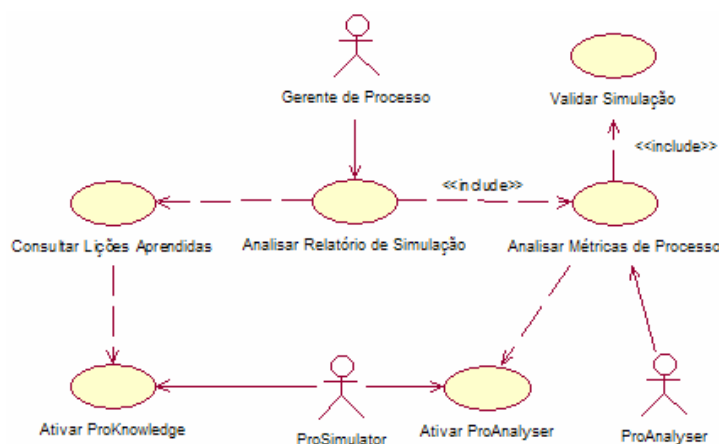 Gerente de Processo
Validar Simulação
<<include>>
<<include>>
Consultar Lições Aprendidas
Analisar Relatório de Simulação
Analisar Métricas de Processo
Ativar ProKnowledge
ProSimulator
Ativar ProAnalyser
ProAnalyser